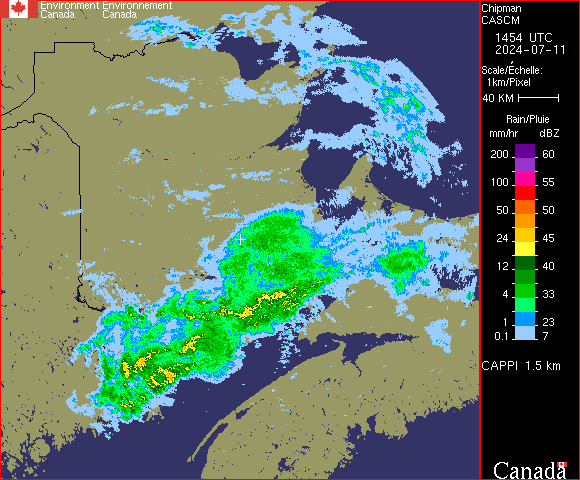 Environment Environnement
Canada Canada
Chipman
CASCM
1454 UTC
2024-07-11
Scale/Échelle:
1km/Pixel
40 KM
Rain/Pluie
mm/hr dBZ
200 60
100 55
50 50
24 45
12 40
4 33
1 23
0.1 7
CAPPI 1.5 km
Canada